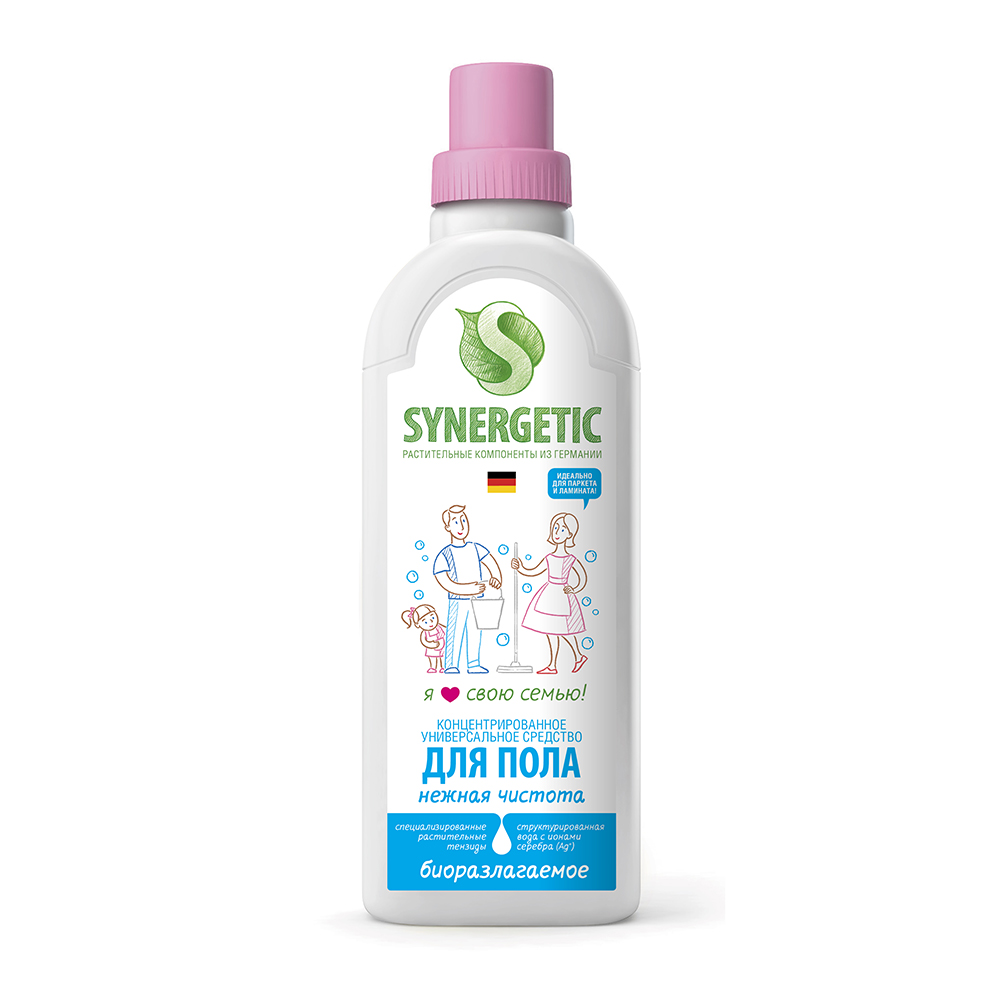 SYNERGETIC
РАСТИТЕЛЬНЫЕ КОМПОНЕНТЫ ИЗ ГЕРМАНИИ
ИДЕАЛЬНО
ДЛЯ ПАРКЕТА
И ЛАМИНАТА!
я ♥ свою семью!
КОНЦЕНТРИРОВАННОЕ
УНИВЕРСАЛЬНОЕ СРЕДСТВО
ДЛЯ ПОЛА
нежная чистота
специализированные
растительные
тензиды
структурированная
вода с ионами
серебра (Ag⁺)
биоразлагаемое